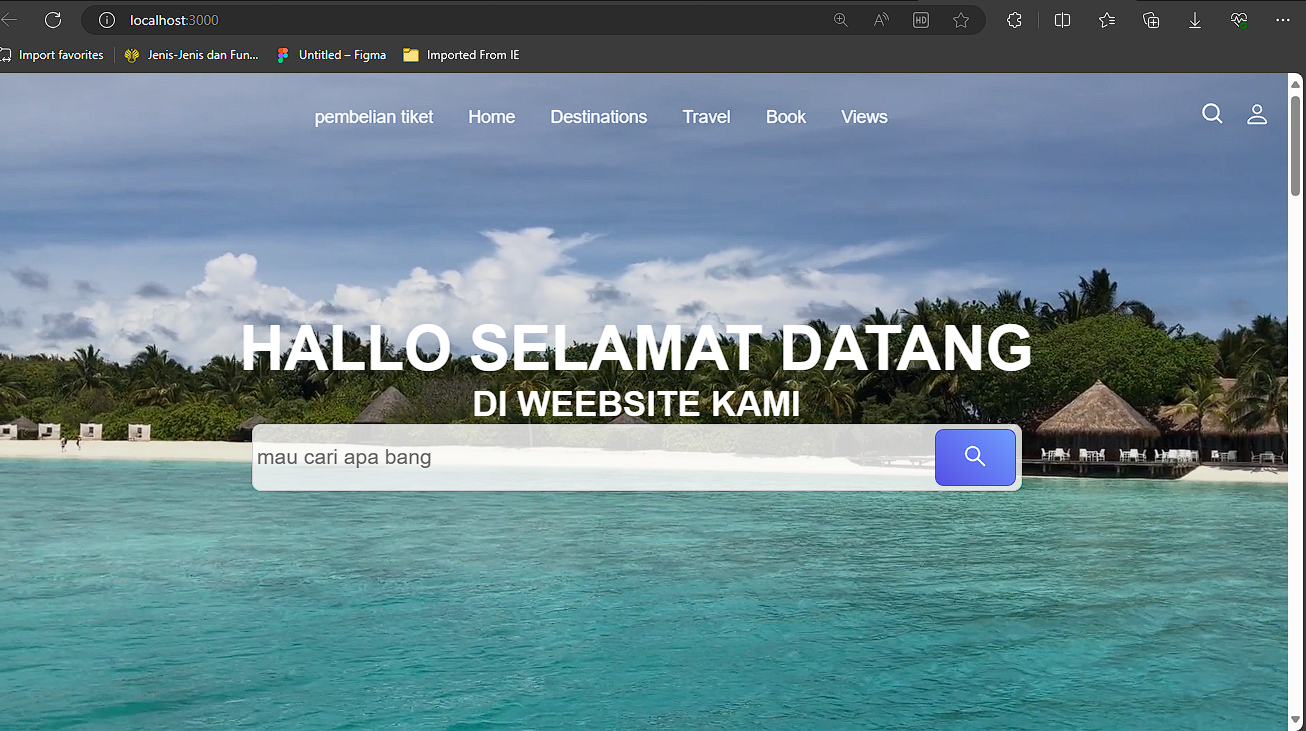 localhost:3000
HD
Import favorites
Jenis-Jenis dan Fun...
Untitled – Figma
Imported From IE
pembelian tiket
Home
Destinations
Travel
Book
Views
HALLO SELAMAT DATANG
DI WEEBSITE KAMI
mau cari apa bang